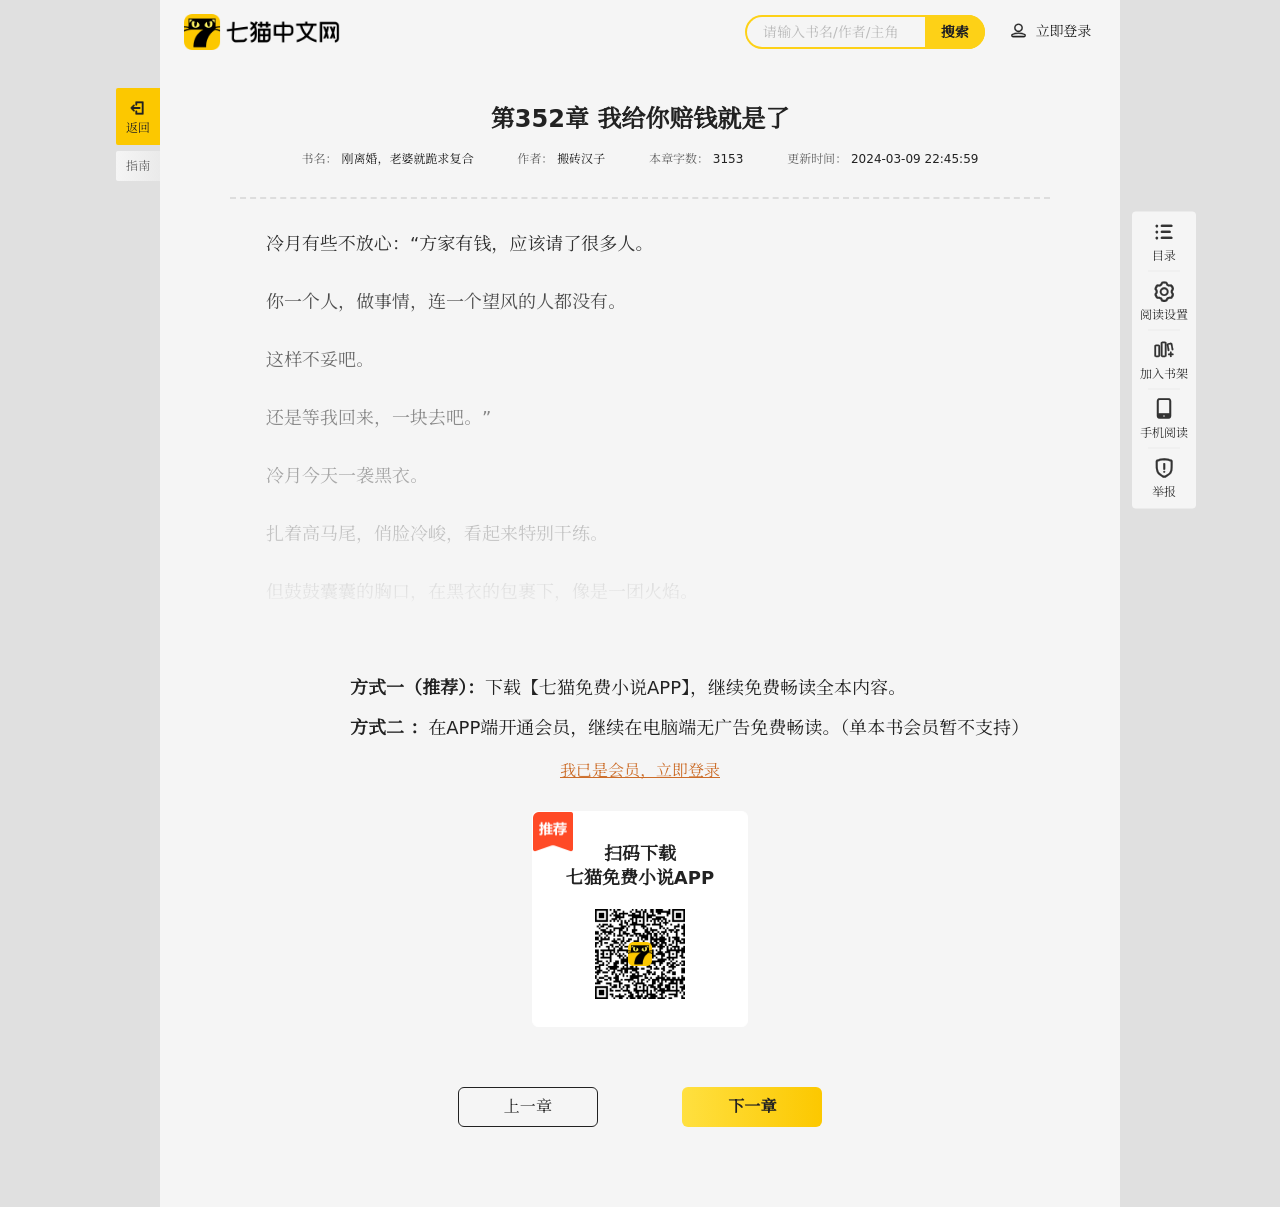 七猫中文网
请输入书名/作者/主角
搜索
立即登录
返回
指南
第352章 我给你赔钱就是了
书名： 刚离婚，老婆就跪求复合 作者： 搬砖汉子 本章字数： 3153 更新时间： 2024-03-09 22:45:59
冷月有些不放心：“方家有钱，应该请了很多人。
你一个人，做事情，连一个望风的人都没有。
这样不妥吧。
还是等我回来，一块去吧。”
冷月今天一袭黑衣。
扎着高马尾，俏脸冷峻，看起来特别干练。
但鼓鼓囊囊的胸口，在黑衣的包裹下，像是一团火焰。
目录
阅读设置
加入书架
手机阅读
举报
方式一（推荐）：下载【七猫免费小说APP】，继续免费畅读全本内容。
方式二 ：在APP端开通会员，继续在电脑端无广告免费畅读。（单本书会员暂不支持）
我已是会员，立即登录
推荐
扫码下载
七猫免费小说APP
上一章
下一章